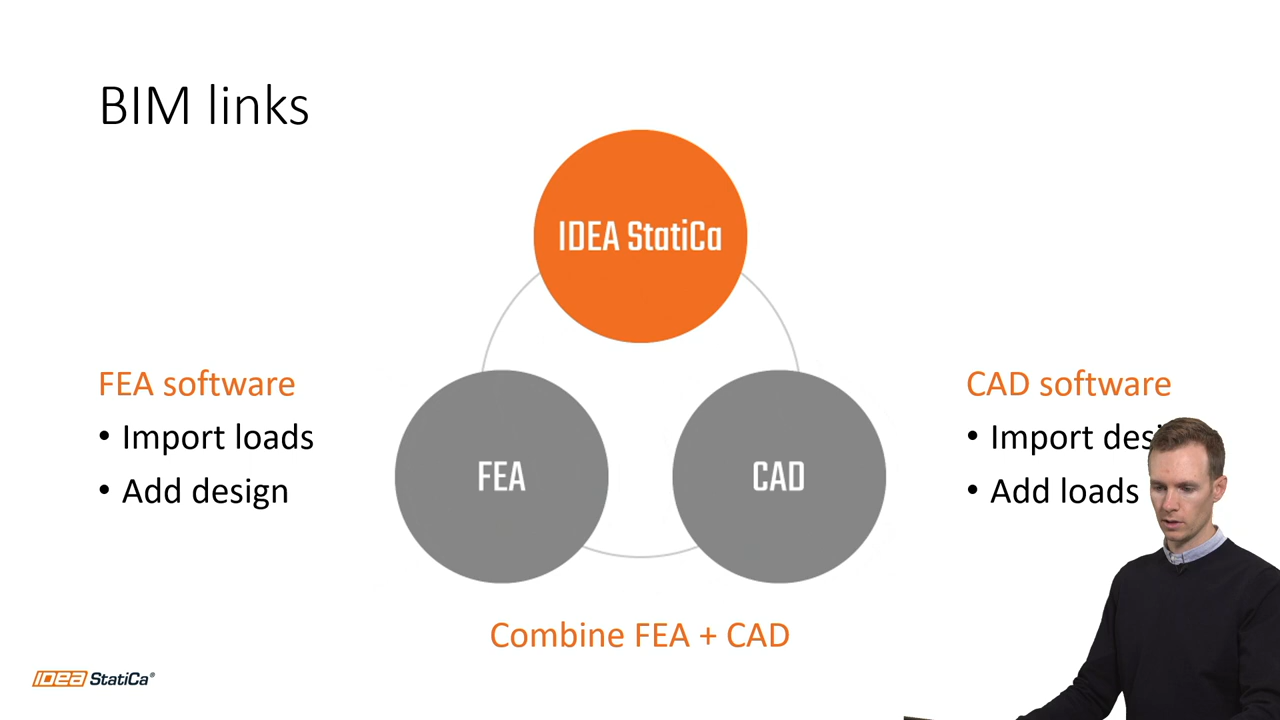 BIM links
IDEA StatiCa
FEA software
• Import loads
• Add design
FEA
CAD
CAD software
• Import
• Add loads
Combine FEA + CAD
IDEA StatiCa®